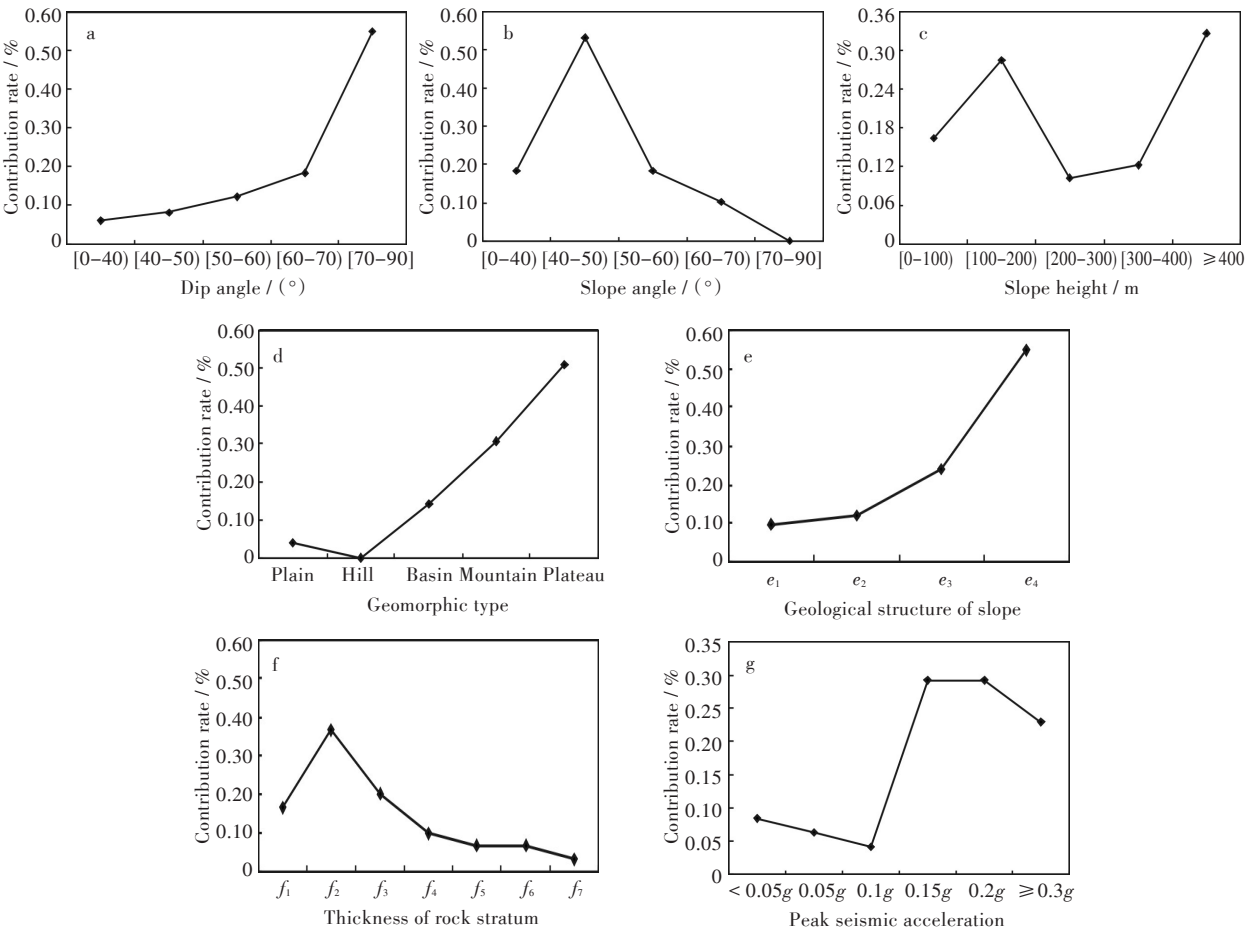 a
Contribution rate / %
0.60
0.50
0.40
0.30
0.20
0.10
0
[0-40) [40-50) [50-60) [60-70) [70-90]
Dip angle / (°)
b
Contribution rate / %
0.60
0.50
0.40
0.30
0.20
0.10
0
[0-40) [40-50) [50-60) [60-70) [70-90]
Slope angle / (°)
c
Contribution rate / %
0.36
0.30
0.24
0.18
0.12
0.06
0
[0-100) [100-200) [200-300) [300-400) ≥400
Slope height / m
d
Contribution rate / %
0.60
0.50
0.40
0.30
0.20
0.10
0
Plain Hill Basin Mountain Plateau
Geomorphic type
e
Contribution rate / %
0.60
0.50
0.40
0.30
0.20
0.10
0
e₁ e₂ e₃ e₄
Geological structure of slope
f
Contribution rate / %
0.60
0.50
0.40
0.30
0.20
0.10
0
f₁ f₂ f₃ f₄ f₅ f₆ f₇
Thickness of rock stratum
g
Contribution rate / %
0.35
0.30
0.25
0.20
0.15
0.10
0.05
0
< 0.05g 0.05g 0.1g 0.15g 0.2g ≥0.3g
Peak seismic acceleration